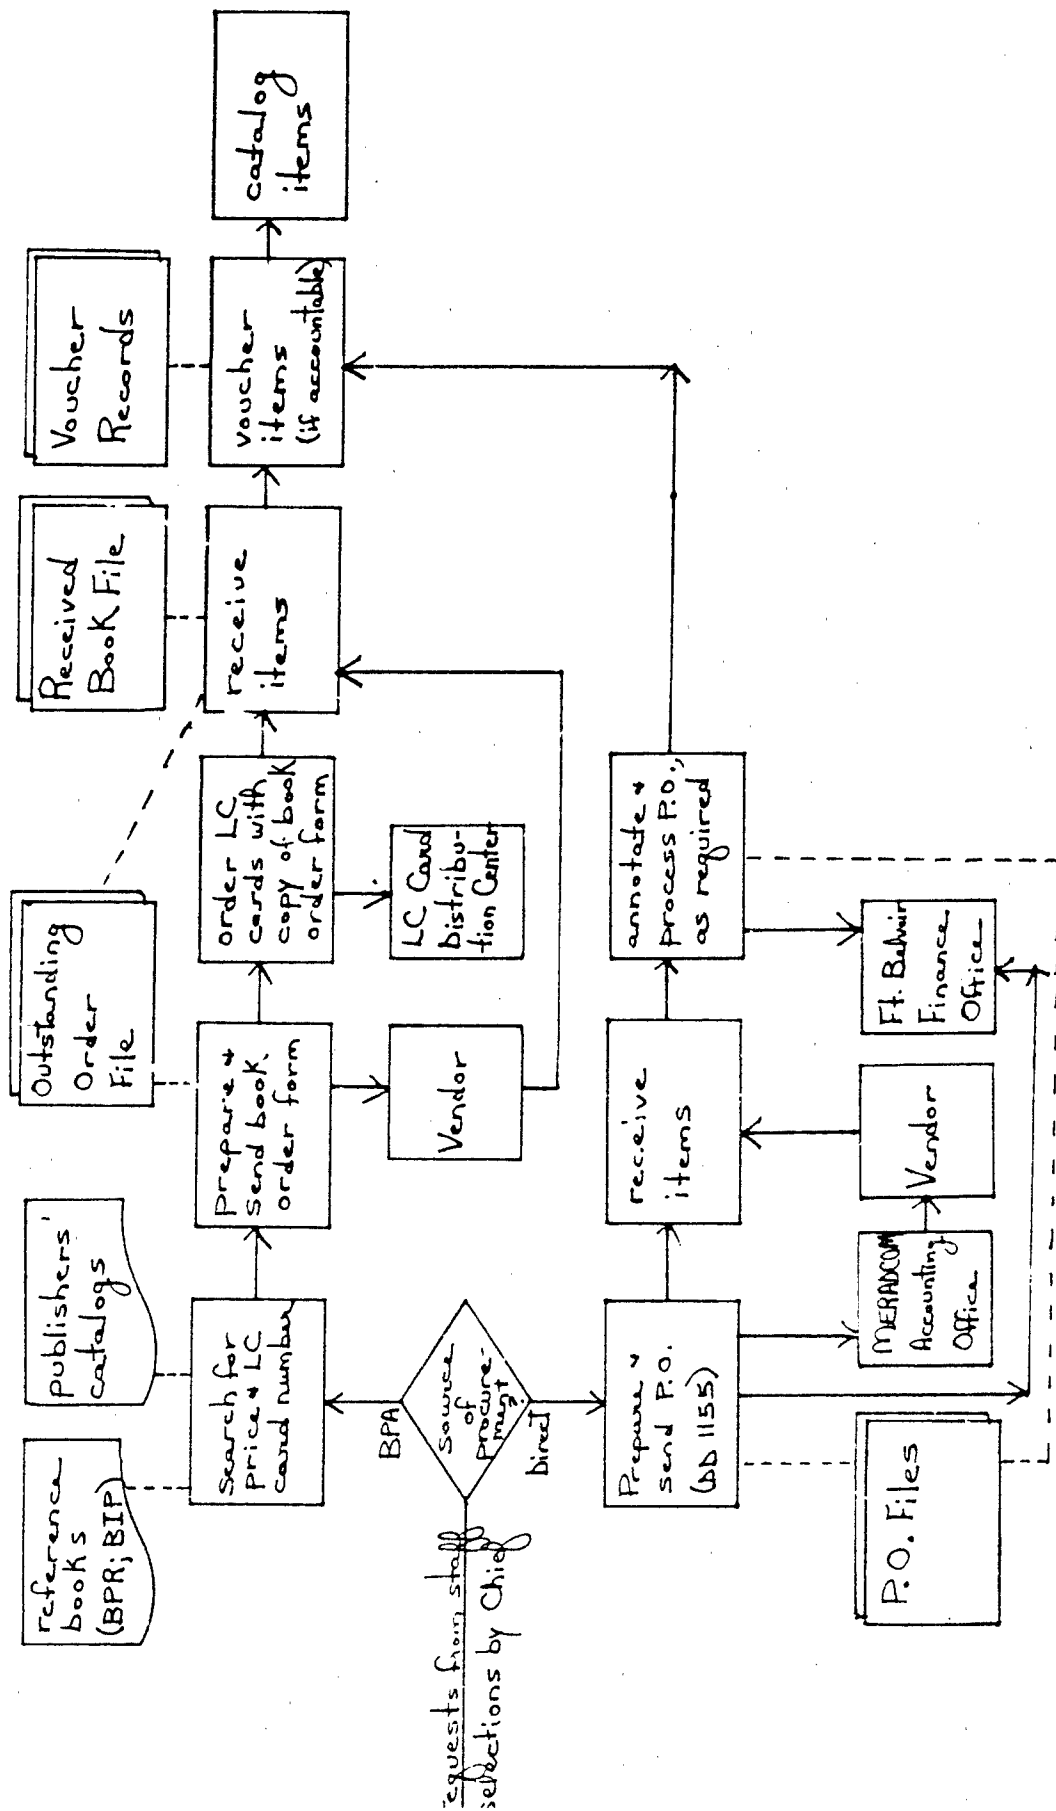 reference
books
(BPR; BIP)
publishers'
catalogs
Outstanding
Order
File
Received
Book File
Voucher
Records
Search for
price & LC
card number
Prepare &
send book
order form
order LC
cards with
copy of book
order form
receive
items
voucher
items
(if accountable)
catalog
items
Vendor
LC Card
Distribu-
tion Center
BPA
requests from staff
selections by Chief
Source
of
procure-
ment?
Direct
Prepare &
send P.O.
(DD 1155)
receive
items
annotate &
process P.O.,
as required
P.O. Files
MERADCOM
Accounting
Office
Vendor
Ft. Belvoir
Finance
Office